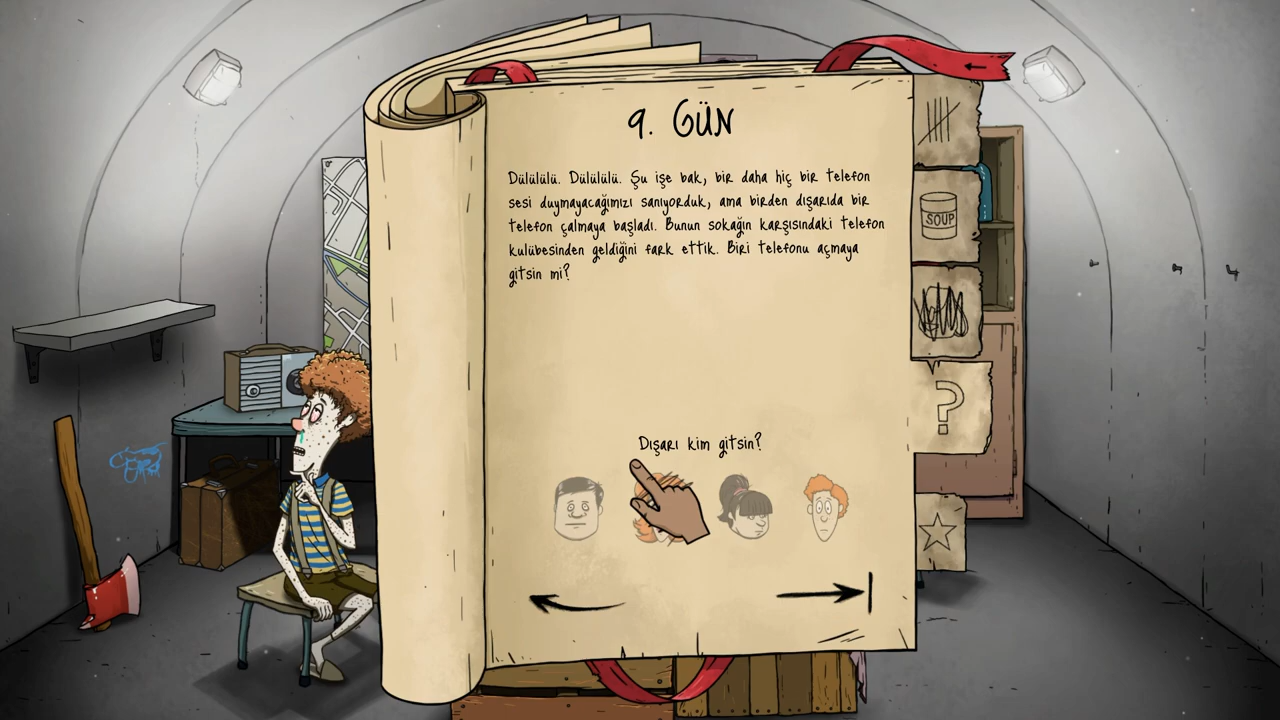 9. GÜN
Dülülülü. Dülülülü. Şu işe bak, bir daha hiç bir telefon
sesi duymayacağımızı sanıyorduk, ama birden dışarıda bir
telefon çalmaya başladı. Bunun sokağın karşısındaki telefon
kulübesinden geldiğini fark ettik. Biri telefonu açmaya
gitsin mi?
Dışarı kim gitsin?
SOUP